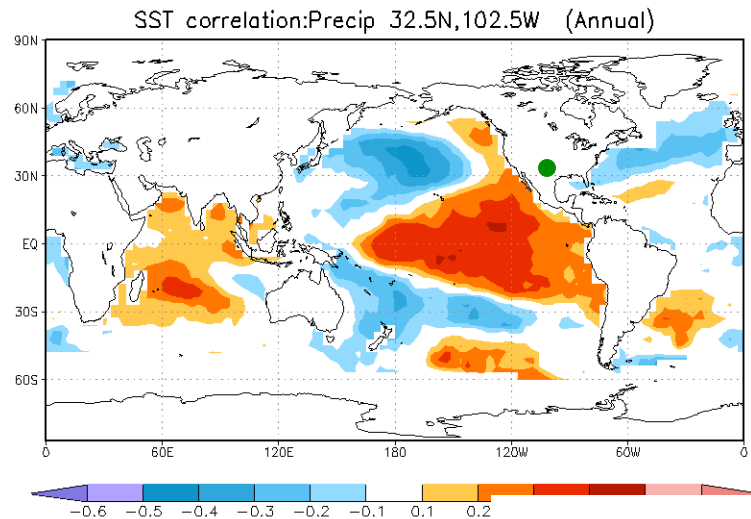 SST correlation:Precip 32.5N,102.5W (Annual)
90N
60N
30N
EQ
30S
60S
0 60E 120E 180 120W 60W 0
-0.6 -0.5 -0.4 -0.3 -0.2 -0.1 0.1 0.2